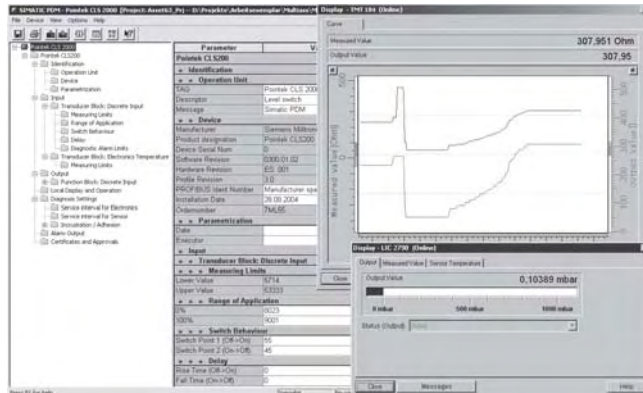 SIMATIC PDM - Pointek CLS 2000
File Device View Options Help
Pointek CLS 2000
Pointek CLS200
Identification
Operation Unit
Device
Parametrization
Input
Transducer Block: Discrete Input
Measuring Limits
Range of Application
Switch Behaviour
Delay
Diagnostic Alarm Limits
Transducer Block: Electronics Temperature
Measuring Limits
Output
Function Block: Discrete Input
Local Display and Operation
Diagnosis Settings
Service interval for Electronics
Service interval for Sensor
Alarm Output
Certificates and Approvals
Parameter
Pointek CLS200
Identification
Operation Unit
TAG Pointek CLS 200
Descriptor Level switch
Message Simatic PDM
Device
Manufacturer Siemens
Product designation Pointek CLS200
Device Serial Num 0
Software Revision 0300.01.02
Hardware Revision ES: 001
Profile Revision 3.0
PROFIBUS Ident Number Manufacturer spe
Installation Date 28.09.2004
Ordernumber 7ML55
Parametrization
Date
Executor
Input
Transducer Block: Discrete Input
Measuring Limits
Lower Value 5714
Upper Value 53333
Range of Application
0% 6023
100% 9001
Switch Behaviour
Switch Point 1 (Off->On) 55
Switch Point 2 (On->Off) 45
Delay
Rise Time (Off->On) 0
Fall Time (On->Off) 0
Display - TMT 184 (Online)
Curve
Measured Value 307,951 Ohm
Output Value 307,95
Measured value [Ohm]
Output value
Close
Display - LIC 2790 (Online)
Output Measured Value Sensor Temperature
Output Value 0,10389 mbar
0 mbar 500 mbar 1000 mbar
Status (Output)
Close Messages Help